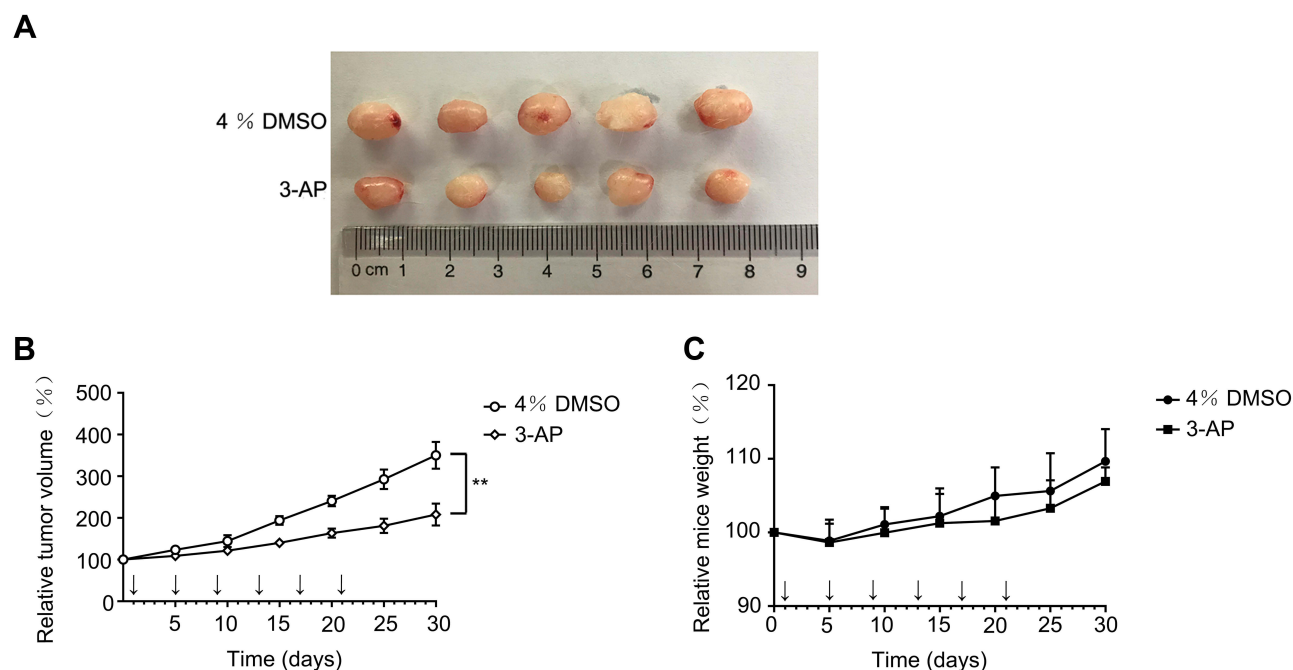 A
4 % DMSO
3-AP
0 cm 1 2 3 4 5 6 7 8 9
B
Relative tumor volume（%）
500
400
300
200
100
0
5 10 15 20 25 30
Time (days)
4% DMSO
3-AP
**
C
Relative mice weight（%）
120
110
100
90
0 5 10 15 20 25 30
Time (days)
4% DMSO
3-AP